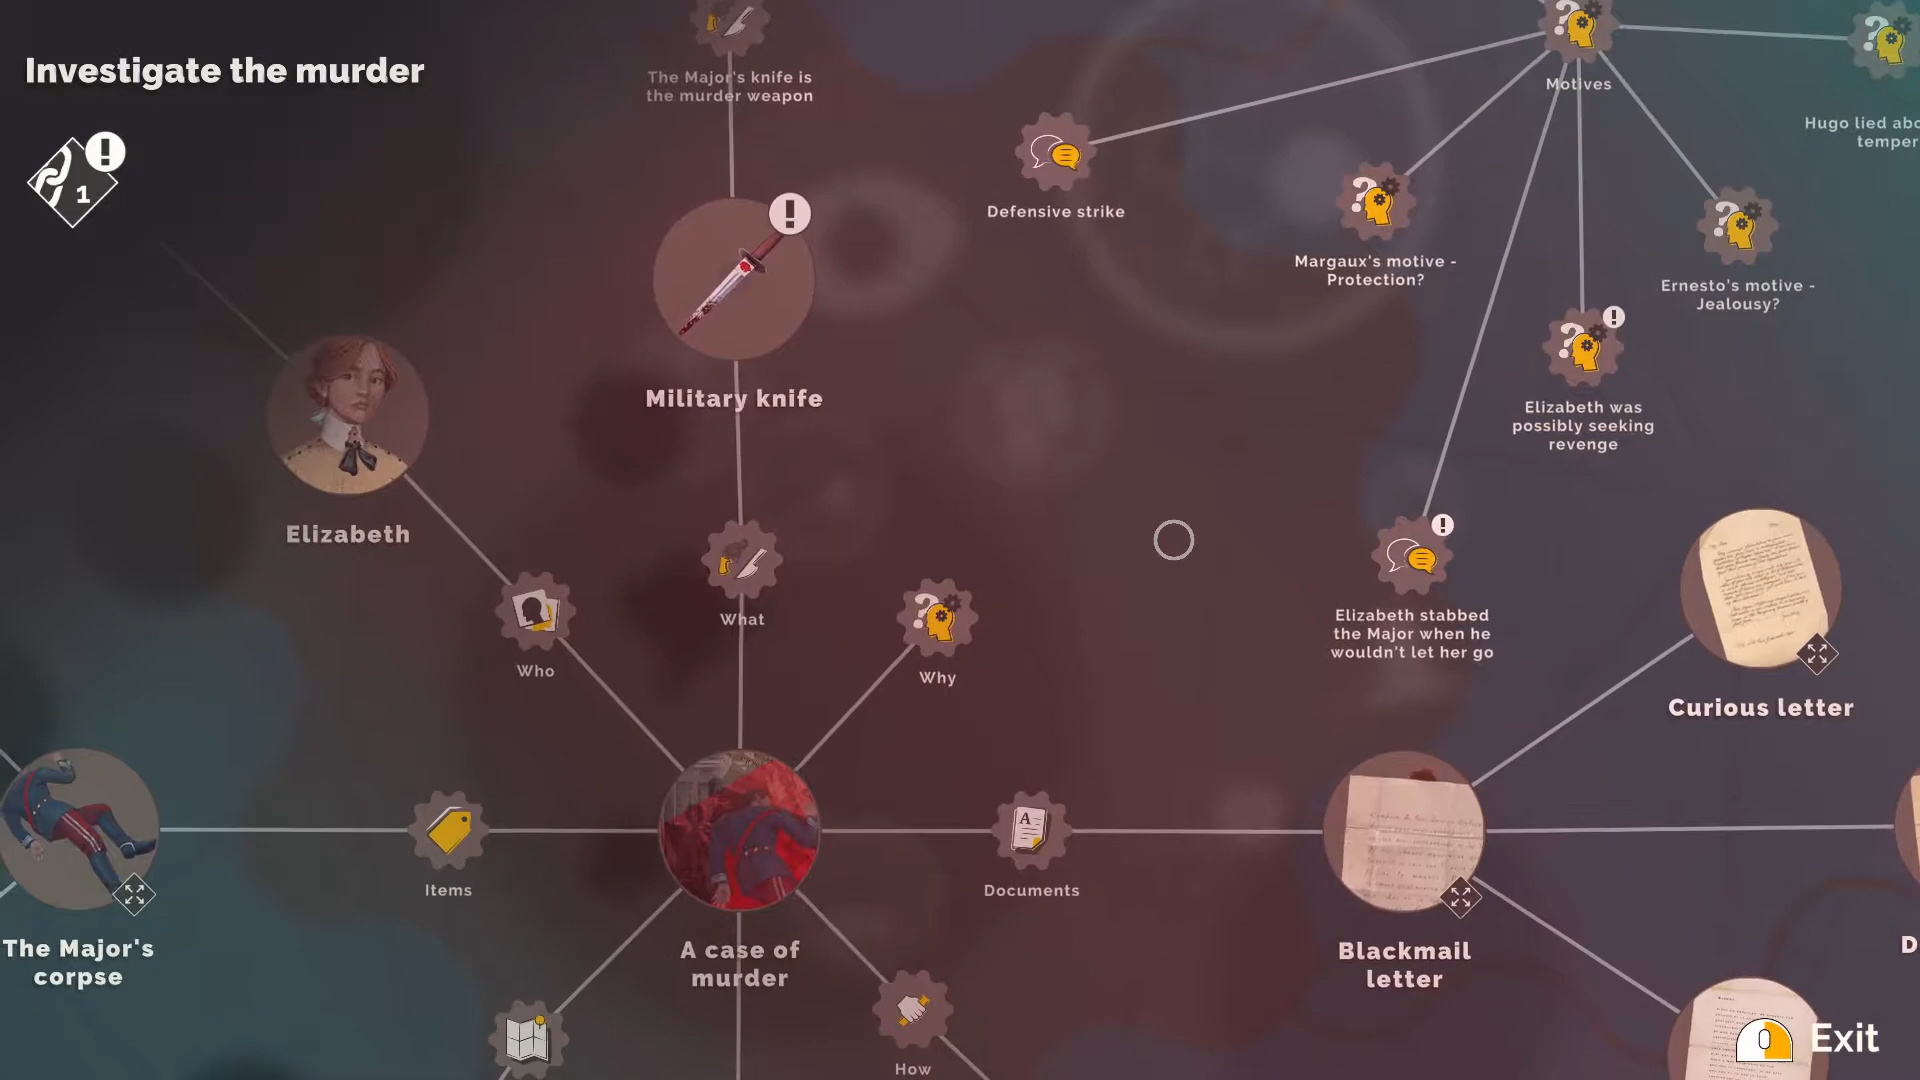 Investigate the murder
1
The Major's knife is
the murder weapon
Motives
Hugo lied abo
temper
Defensive strike
Margaux's motive -
Protection?
Ernesto's motive -
Jealousy?
Military knife
Elizabeth was
possibly seeking
revenge
Elizabeth
What
Who
Why
Elizabeth stabbed
the Major when he
wouldn't let her go
Curious letter
Items
Documents
The Major's
corpse
A case of
murder
Blackmail
letter
D
How
Exit